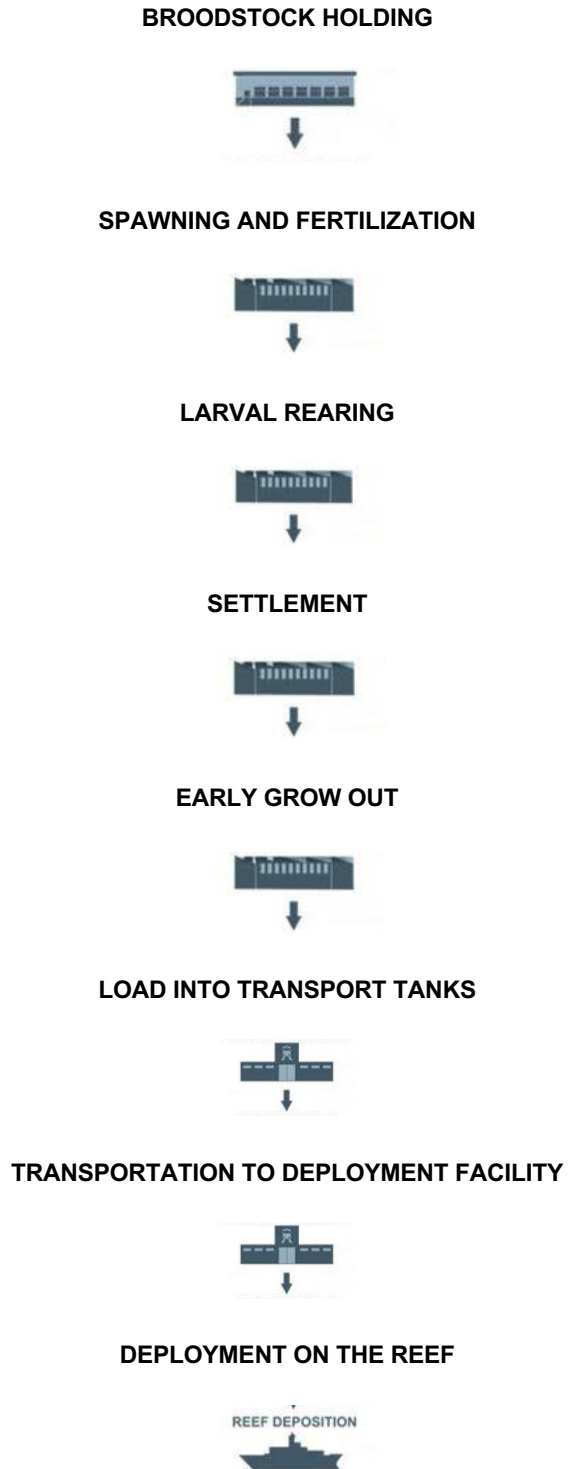 BROODSTOCK HOLDING
SPAWNING AND FERTILIZATION
LARVAL REARING
SETTLEMENT
EARLY GROW OUT
LOAD INTO TRANSPORT TANKS
TRANSPORTATION TO DEPLOYMENT FACILITY
DEPLOYMENT ON THE REEF
REEF DEPOSITION